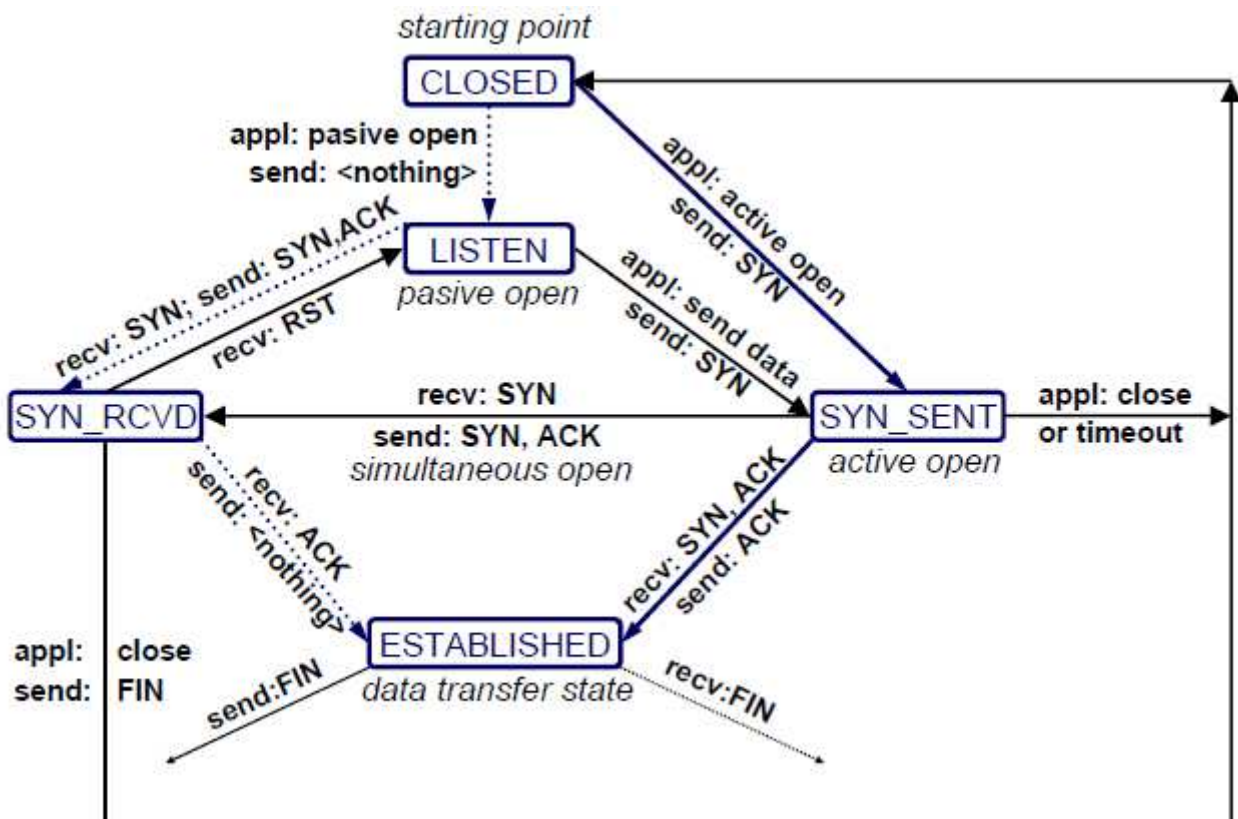 starting point
CLOSED
appl: pasive open
send: <nothing>
appl: active open
send: SYN
recv: SYN; send: SYN,ACK
LISTEN
pasive open
recv: RST
appl: send data
send: SYN
SYN_RCVD
recv: SYN
send: SYN, ACK
simultaneous open
SYN_SENT
active open
appl: close
or timeout
recv: ACK
send: <nothing>
recv: SYN, ACK
send: ACK
ESTABLISHED
data transfer state
appl: close
send: FIN
send:FIN
recv:FIN